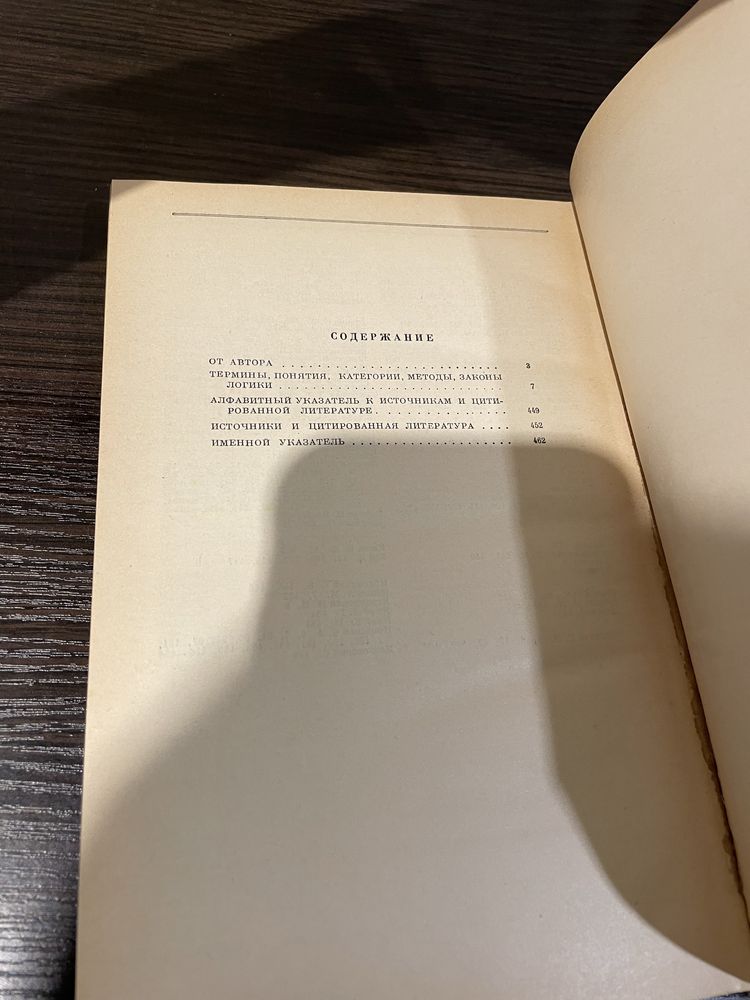 СОДЕРЖАНИЕ
ОТ АВТОРА . . . . . . . . . . . . . . . . . . . . . . . . . . 3
ТЕРМИНЫ, ПОНЯТИЯ, КАТЕГОРИИ, МЕТОДЫ, ЗАКОНЫ
ЛОГИКИ . . . . . . . . . . . . . . . . . . . . . . . . . 7
АЛФАВИТНЫЙ УКАЗАТЕЛЬ К ИСТОЧНИКАМ И ЦИТИ-
РОВАННОЙ ЛИТЕРАТУРЕ . . . . . . . . . . . . . . 449
ИСТОЧНИКИ И ЦИТИРОВАННАЯ ЛИТЕРАТУРА . . . . 452
ИМЕННОЙ УКАЗАТЕЛЬ . . . . . . . . . . . . . . . . . 462